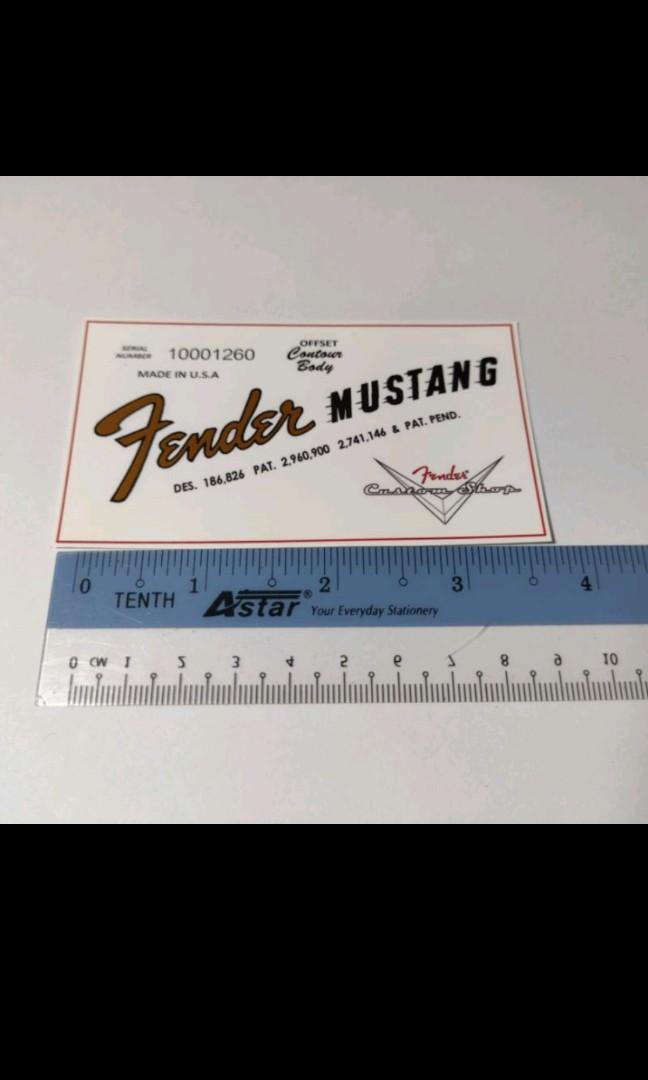 SERIAL
NUMBER 10001260
MADE IN U.S.A
OFFSET
Contour
Body
Fender MUSTANG
DES. 186,826 PAT. 2,960,900 2,741,146 & PAT. PEND.
Fender
Custom Shop
0 1 2 3 4
TENTH Astar® Your Everyday Stationery
0 CM 1 2 3 4 5 6 7 8 9 10